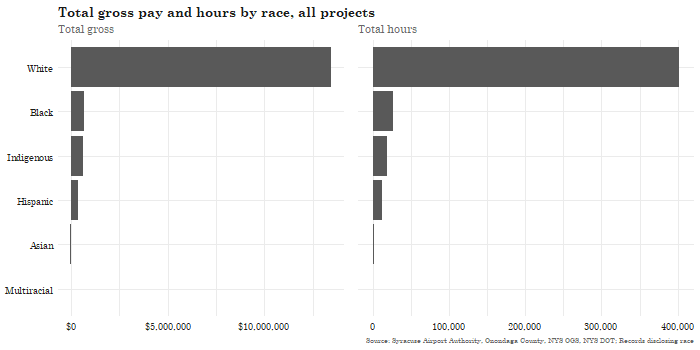 Total gross pay and hours by race, all projects
Total gross
Total hours
White
Black
Indigenous
Hispanic
Asian
Multiracial
$0 $5,000,000 $10,000,000
0 100,000 200,000 300,000 400,000
Source: Syracuse Airport Authority, Onondaga County, NYS OGS, NYS DOT; Records disclosing race